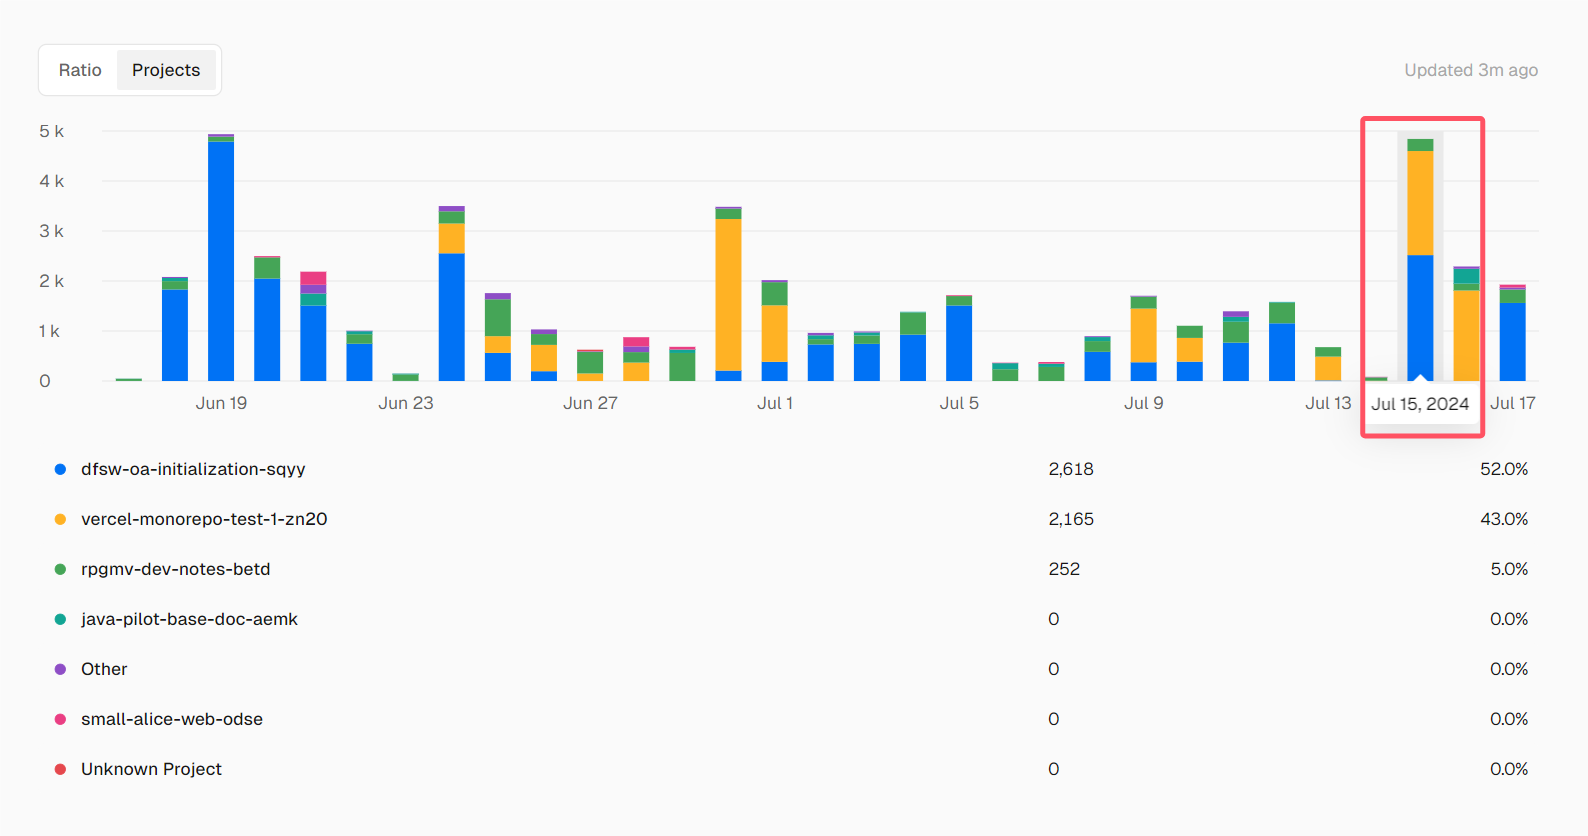 Ratio Projects Updated 3m ago
5 k
4 k
3 k
2 k
1 k
0
Jun 19 Jun 23 Jun 27 Jul 1 Jul 5 Jul 9 Jul 13 Jul 15, 2024 Jul 17
dfsw-oa-initialization-sqyy 2,618 52.0%
vercel-monorepo-test-1-zn20 2,165 43.0%
rpgmv-dev-notes-betd 252 5.0%
java-pilot-base-doc-aemk 0 0.0%
Other 0 0.0%
small-alice-web-odse 0 0.0%
Unknown Project 0 0.0%